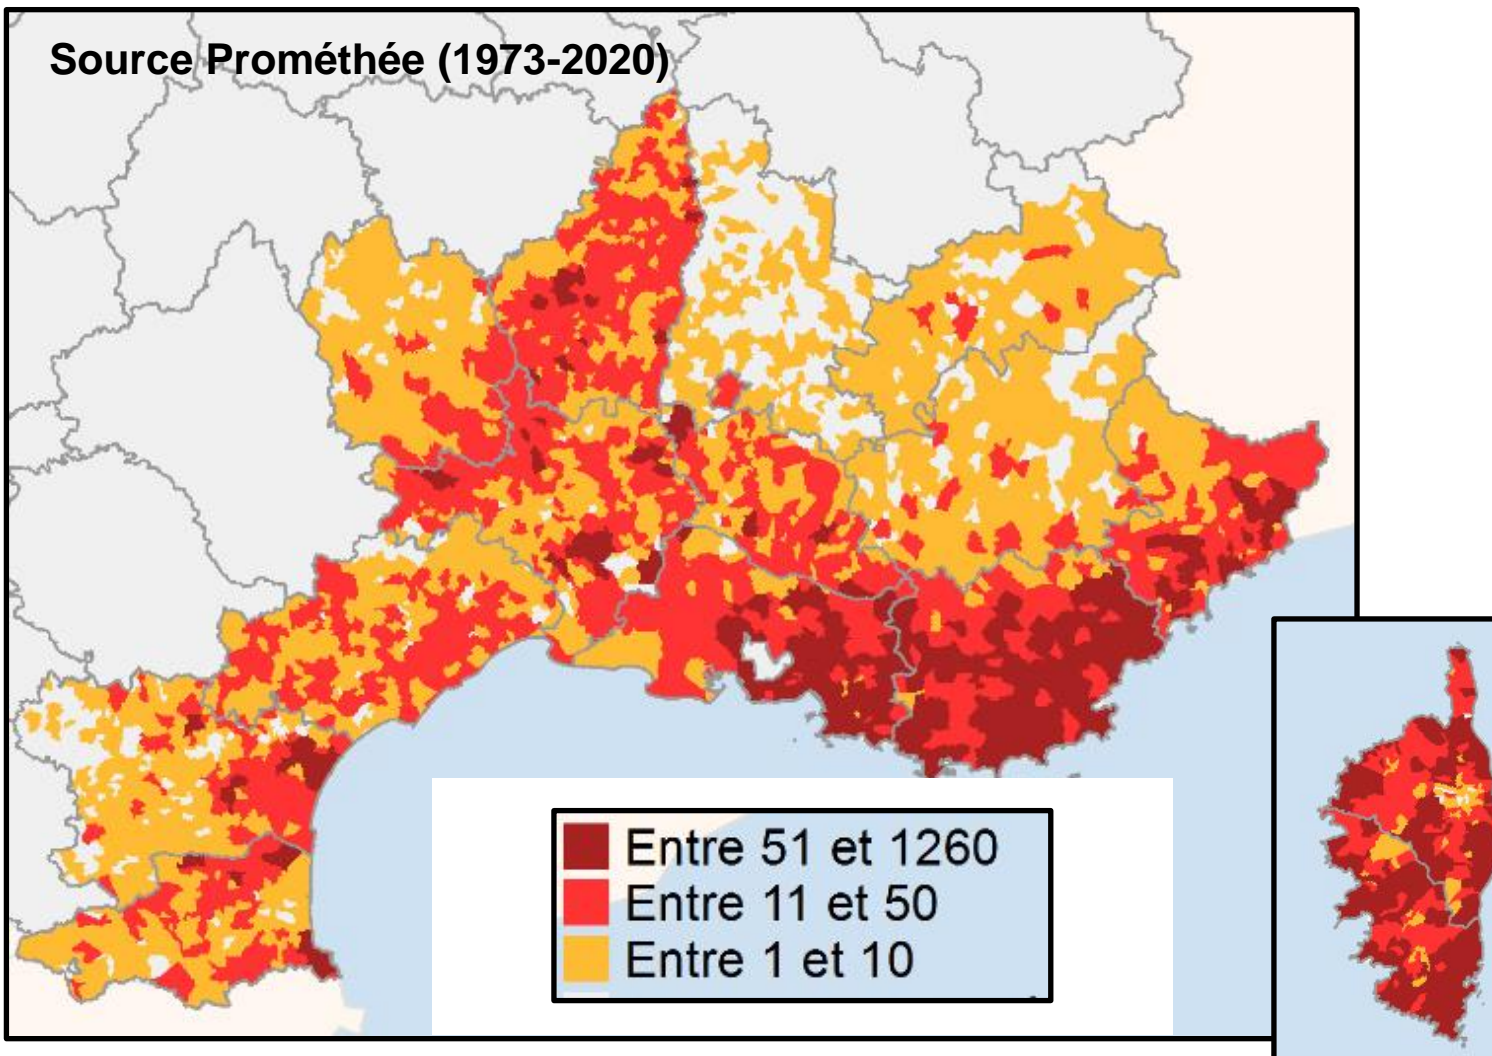 Source Prométhée (1973-2020)
Entre 51 et 1260
Entre 11 et 50
Entre 1 et 10